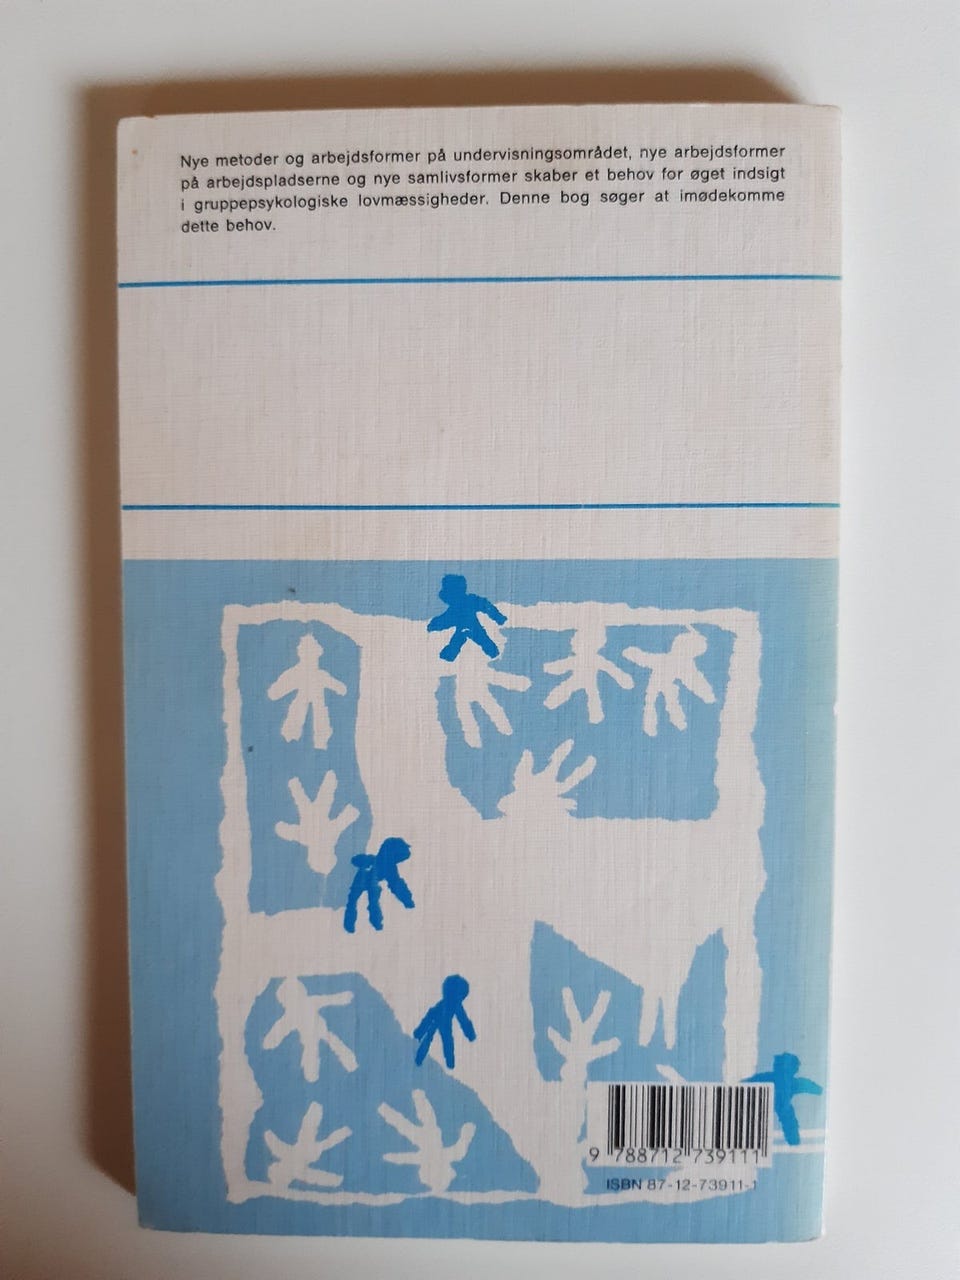 Nye metoder og arbejdsformer på undervisningsområdet, nye arbejdsformer
på arbejdspladserne og nye samlivsformer skaber et behov for øget indsigt
i gruppepsykologiske lovmæssigheder. Denne bog søger at imødekomme
dette behov.
9 788712 739111
ISBN 87-12-73911-1